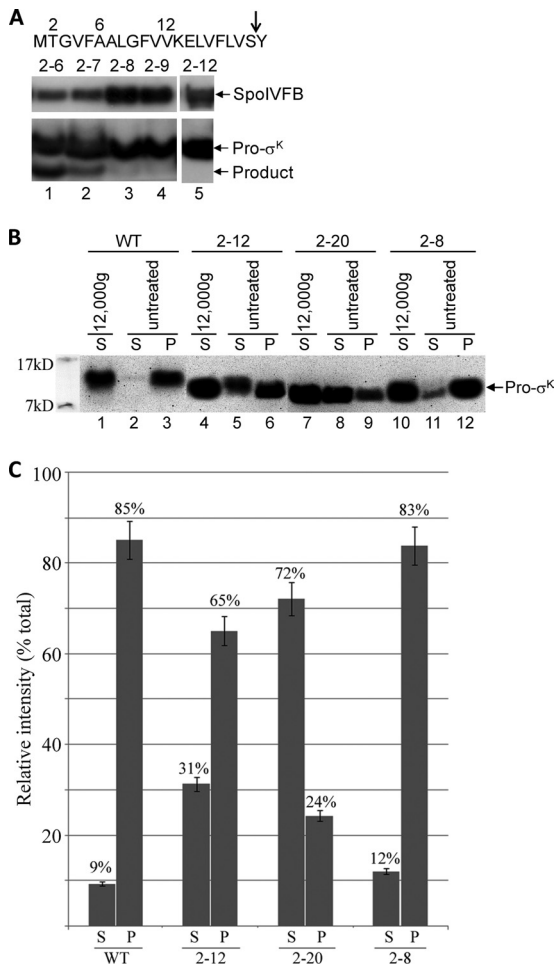 A
2 6 12
MTGVFAALGFVVKELVFLVSY
2-6 2-7 2-8 2-9 2-12
SpoIVFB
Pro-σᴷ
Product
1 2 3 4 5
B
WT 2-12 2-20 2-8
12,000g untreated 12,000g untreated 12,000g untreated 12,000g untreated
S S P S S P S S P S S P
17kD
Pro-σᴷ
7kD
1 2 3 4 5 6 7 8 9 10 11 12
C
Relative intensity (% total)
100
80
60
40
20
9% 85% 31% 65% 72% 24% 12% 83%
S P S P S P S P
WT 2-12 2-20 2-8